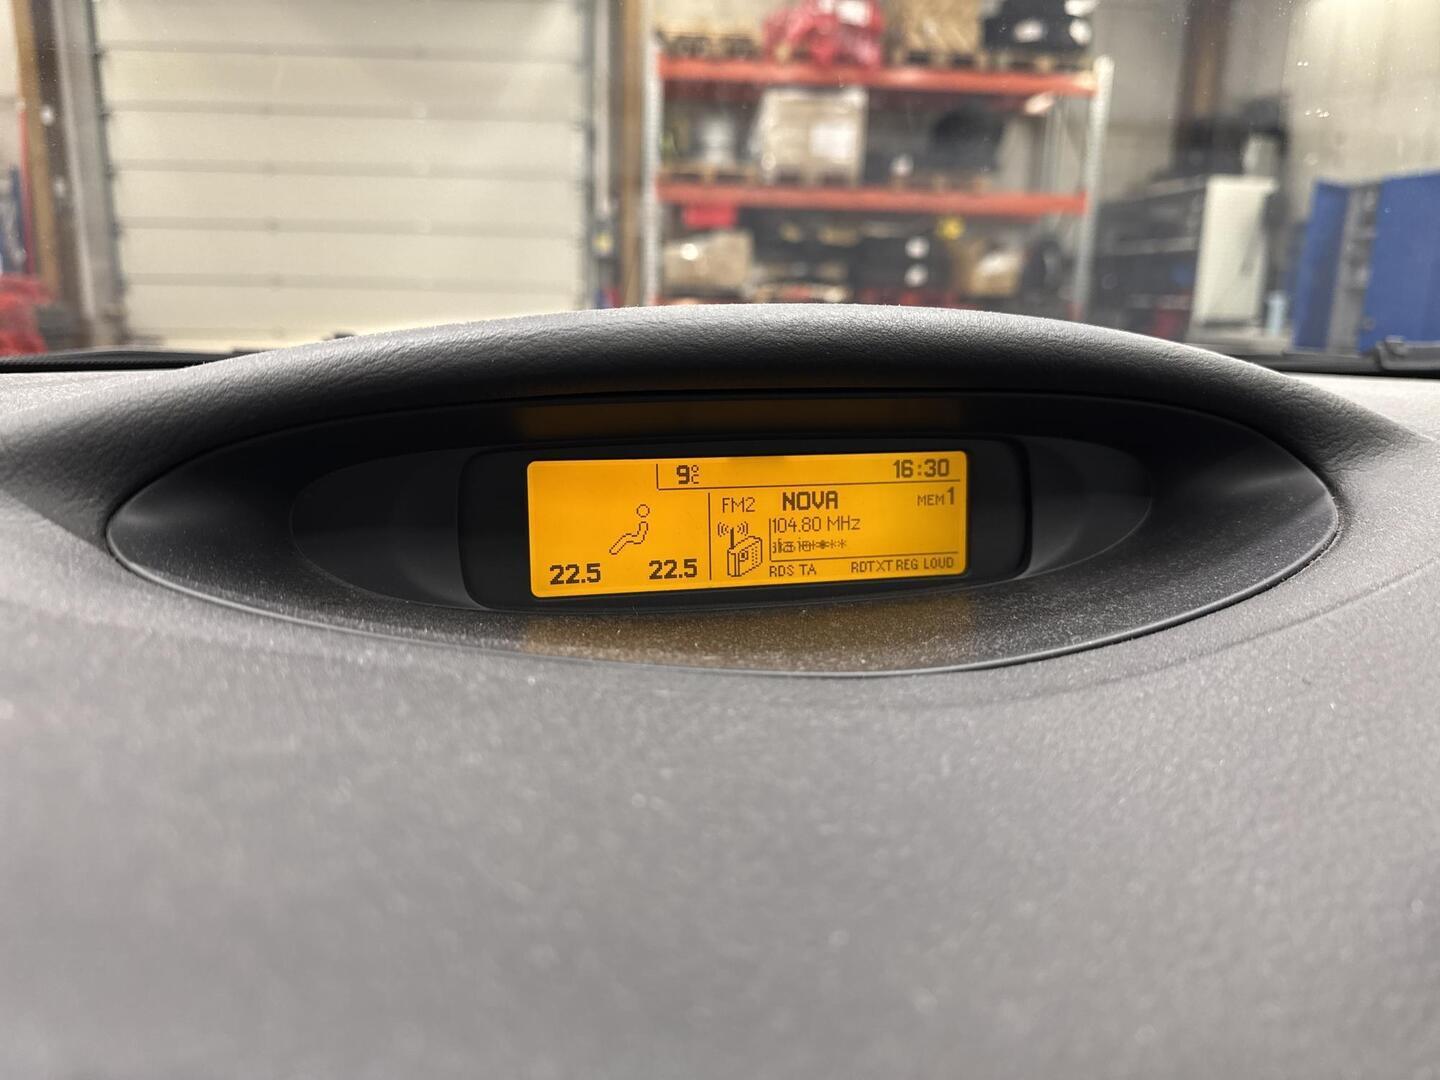 9°C 16:30
FM2 NOVA MEM1
104.80 MHz
22.5 22.5
RDS TA RDTXT REG LOUD